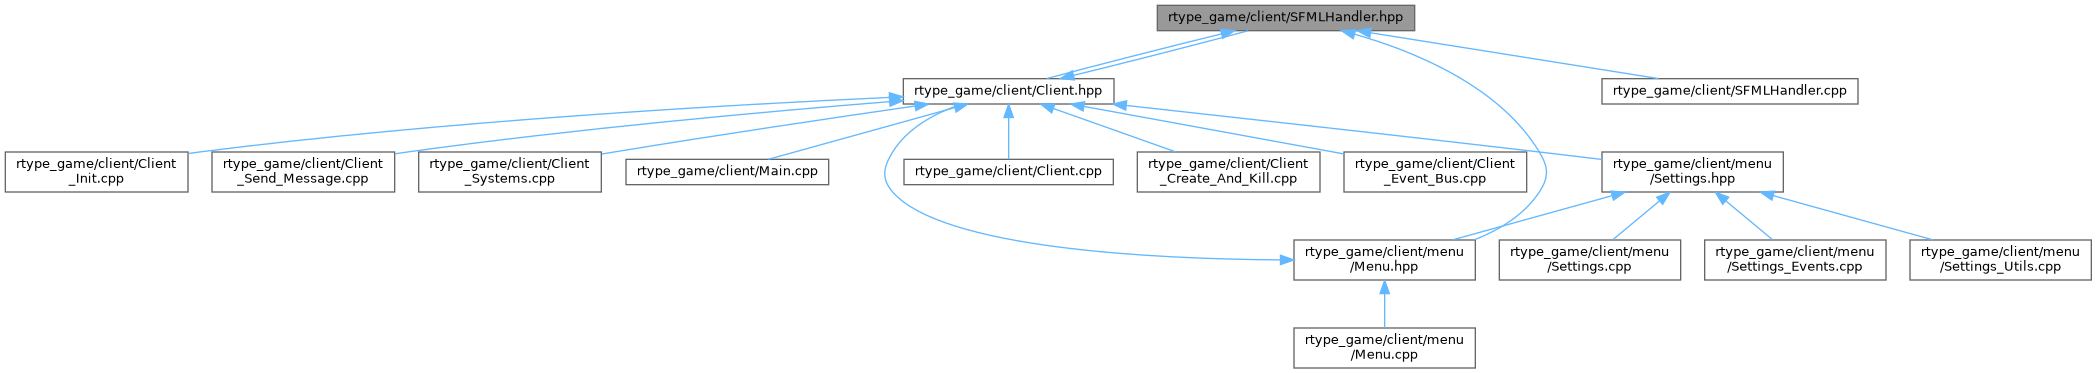 rtype_game/client/SFMLHandler.hpp
rtype_game/client/Client.hpp
rtype_game/client/SFMLHandler.cpp
rtype_game/client/Client
_Init.cpp
rtype_game/client/Client
_Send_Message.cpp
rtype_game/client/Client
_Systems.cpp
rtype_game/client/Main.cpp
rtype_game/client/Client.cpp
rtype_game/client/Client
_Create_And_Kill.cpp
rtype_game/client/Client
_Event_Bus.cpp
rtype_game/client/menu
/Settings.hpp
rtype_game/client/menu
/Menu.hpp
rtype_game/client/menu
/Settings.cpp
rtype_game/client/menu
/Settings_Events.cpp
rtype_game/client/menu
/Settings_Utils.cpp
rtype_game/client/menu
/Menu.cpp